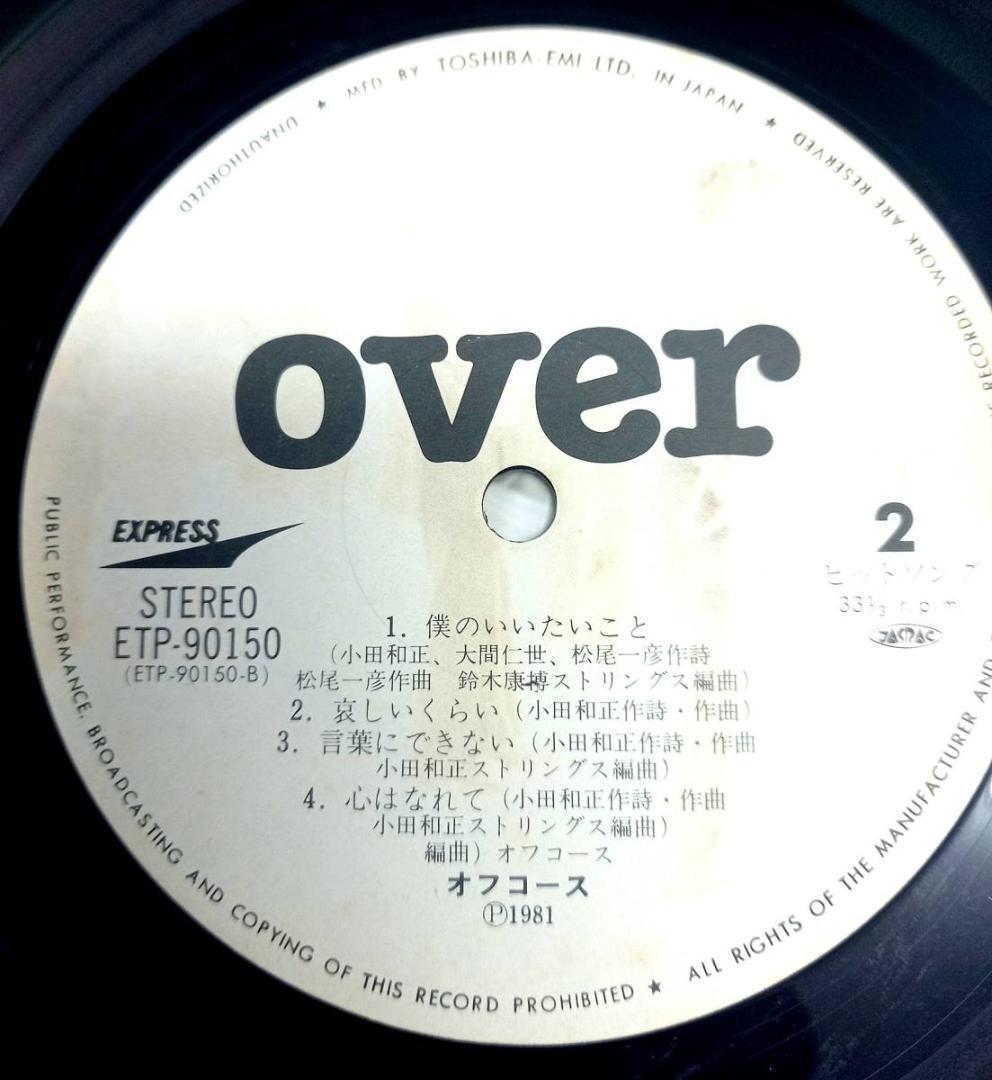 UNAUTHORIZED ★ MFD BY TOSHIBA-EMI LTD. IN JAPAN ★
over
EXPRESS
STEREO
ETP-90150
(ETP-90150-B)
2
ヒットソング
33⅓ r.p.m.
JASRAC
1. 僕のいいたいこと
(小田和正、大間仁世、松尾一彦作詩
松尾一彦作曲 鈴木康博ストリングス編曲)
2. 哀しいくらい (小田和正作詩・作曲)
3. 言葉にできない (小田和正作詩・作曲
小田和正ストリングス編曲)
4. 心はなれて (小田和正作詩・作曲
小田和正ストリングス編曲)
編曲) オフコース
オフコース
Ⓟ1981
PUBLIC PERFORMANCE, BROADCASTING AND COPYING OF THIS RECORD PROHIBITED ★ ALL RIGHTS OF THE MANUFACTURER AND
RECORDED WORK ARE RESERVED